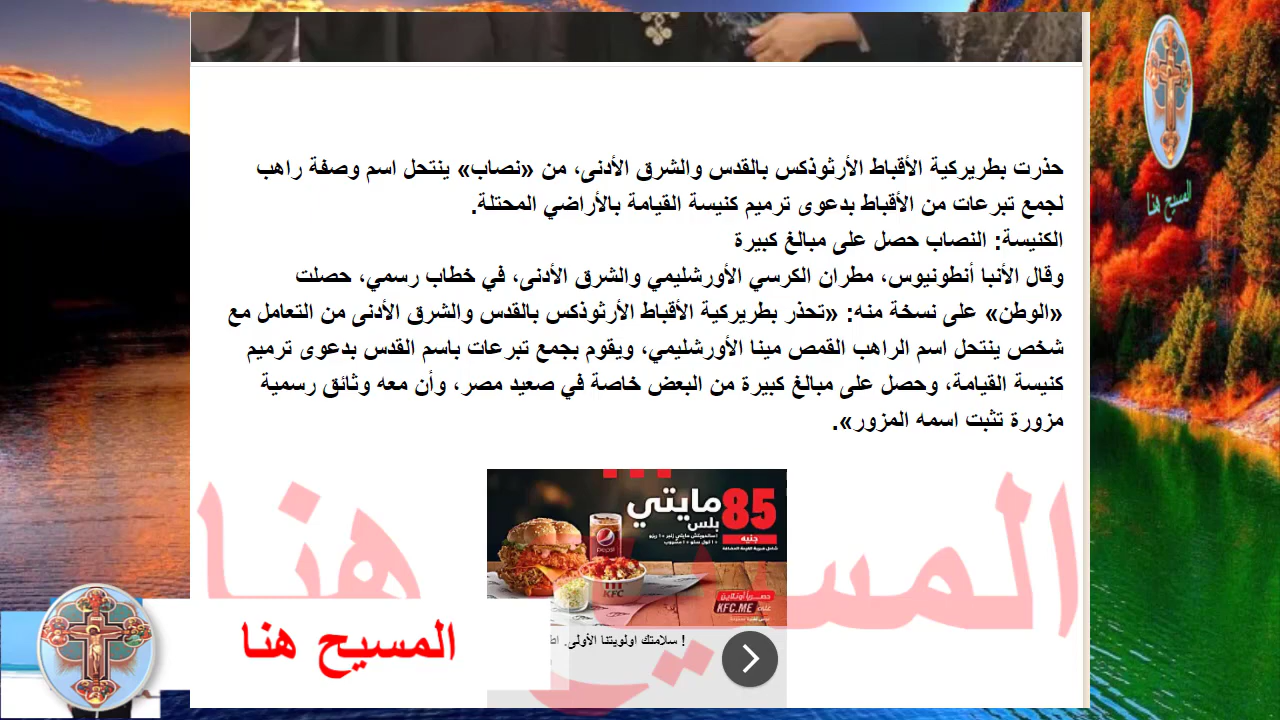 المسيح هنا
حذرت بطريركية الأقباط الأرثوذكس بالقدس والشرق الأدنى، من «نصاب» ينتحل اسم وصفة راهب
لجمع تبرعات من الأقباط بدعوى ترميم كنيسة القيامة بالأراضي المحتلة.
الكنيسة: النصاب حصل على مبالغ كبيرة
وقال الأنبا أنطونيوس، مطران الكرسي الأورشليمي والشرق الأدنى، في خطاب رسمي، حصلت
«الوطن» على نسخة منه: «تحذر بطريركية الأقباط الأرثوذكس بالقدس والشرق الأدنى من التعامل مع
شخص ينتحل اسم الراهب القمص مينا الأورشليمي، ويقوم بجمع تبرعات باسم القدس بدعوى ترميم
كنيسة القيامة، وحصل على مبالغ كبيرة من البعض خاصة في صعيد مصر، وأن معه وثائق رسمية
مزورة تثبت اسمه المزور».
المسيح هنا
85 مايتي
بلس
جنيه
pepsi
KFC
حصرياً أونلاين
على KFC.ME
! سلامتك اولويتنا الأولى.
المسيح هنا